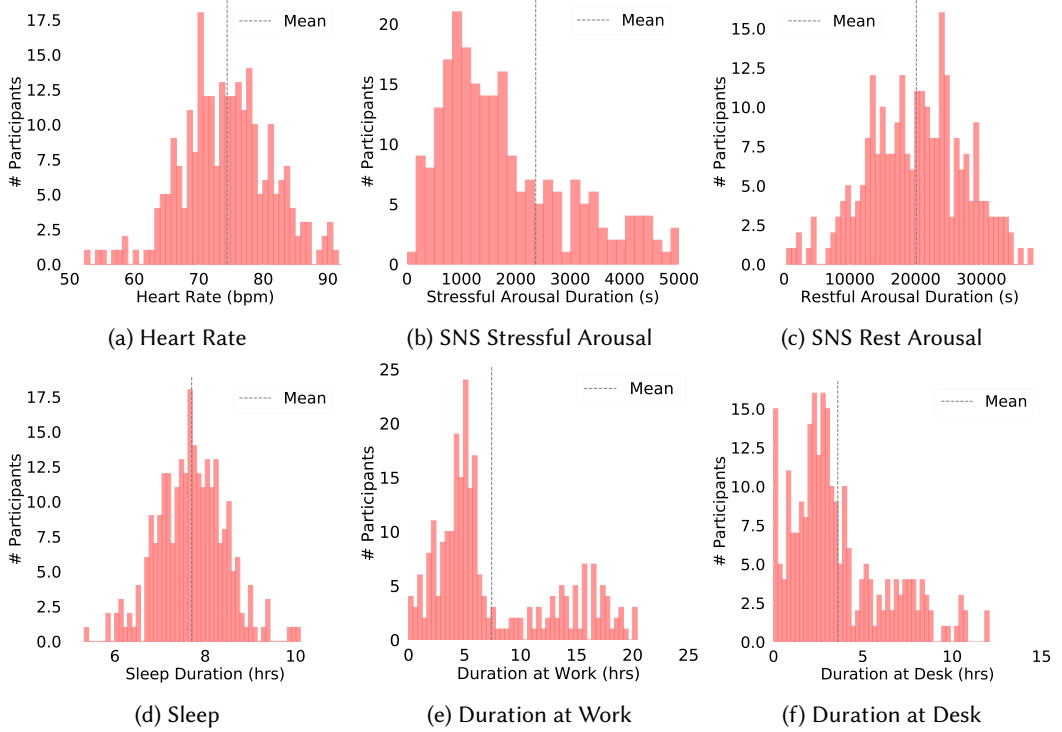 17.5
15.0
12.5
10.0
7.5
5.0
2.5
0.0
# Participants
Mean
50 60 70 80 90
Heart Rate (bpm)
(a) Heart Rate
20
15
10
5
0
# Participants
Mean
0 1000 2000 3000 4000 5000
Stressful Arousal Duration (s)
(b) SNS Stressful Arousal
15.0
12.5
10.0
7.5
5.0
2.5
0.0
# Participants
Mean
0 10000 20000 30000
Restful Arousal Duration (s)
(c) SNS Rest Arousal
17.5
15.0
12.5
10.0
7.5
5.0
2.5
0.0
# Participants
Mean
6 8 10
Sleep Duration (hrs)
(d) Sleep
25
20
15
10
5
0
# Participants
Mean
0 5 10 15 20 25
Duration at Work (hrs)
(e) Duration at Work
15.0
12.5
10.0
7.5
5.0
2.5
0.0
# Participants
Mean
0 5 10 15
Duration at Desk (hrs)
(f) Duration at Desk